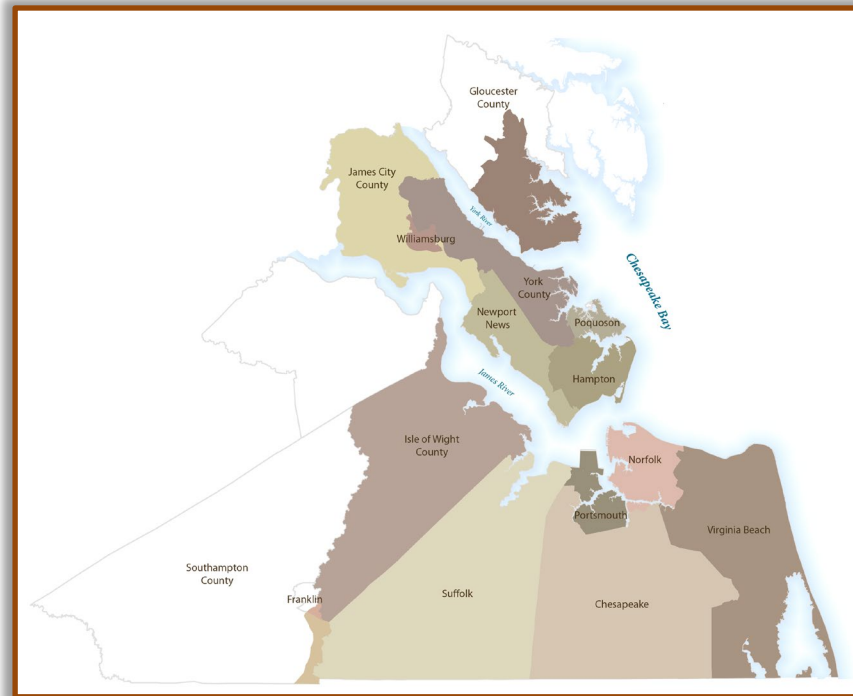 Gloucester
County
James City
County
York River
Williamsburg
Chesapeake Bay
York
County
Newport
News
Poquoson
James River
Hampton
Isle of Wight
County
Norfolk
Portsmouth
Virginia Beach
Southampton
County
Franklin
Suffolk
Chesapeake